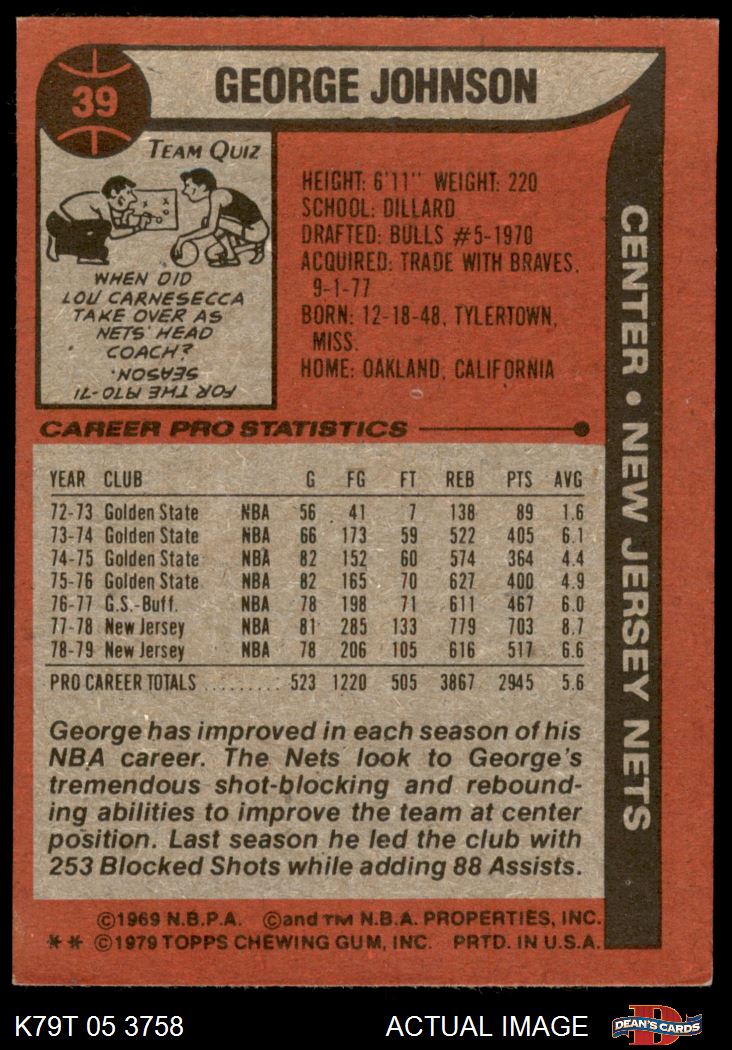 39
GEORGE JOHNSON
TEAM QUIZ
WHEN DID
LOU CARNESECCA
TAKE OVER AS
NETS' HEAD
COACH?
FOR THE 1970-71
SEASON.
HEIGHT: 6'11" WEIGHT: 220
SCHOOL: DILLARD
DRAFTED: BULLS #5-1970
ACQUIRED: TRADE WITH BRAVES,
9-1-77
BORN: 12-18-48, TYLERTOWN,
MISS.
HOME: OAKLAND, CALIFORNIA
CENTER • NEW JERSEY NETS
CAREER PRO STATISTICS
YEAR CLUB G FG FT REB PTS AVG
72-73 Golden State NBA 56 41 7 138 89 1.6
73-74 Golden State NBA 66 173 59 522 405 6.1
74-75 Golden State NBA 82 152 60 574 364 4.4
75-76 Golden State NBA 82 165 70 627 400 4.9
76-77 G.S.-Buff. NBA 78 198 71 611 467 6.0
77-78 New Jersey NBA 81 285 133 779 703 8.7
78-79 New Jersey NBA 78 206 105 616 517 6.6
PRO CAREER TOTALS ......... 523 1220 505 3867 2945 5.6
George has improved in each season of his
NBA career. The Nets look to George's
tremendous shot-blocking and rebound-
ing abilities to improve the team at center
position. Last season he led the club with
253 Blocked Shots while adding 88 Assists.
©1969 N.B.P.A. ©and TM N.B.A. PROPERTIES, INC.
** ©1979 TOPPS CHEWING GUM, INC. PRTD. IN U.S.A.
K79T 05 3758 ACTUAL IMAGE
D
DEAN'S CARDS